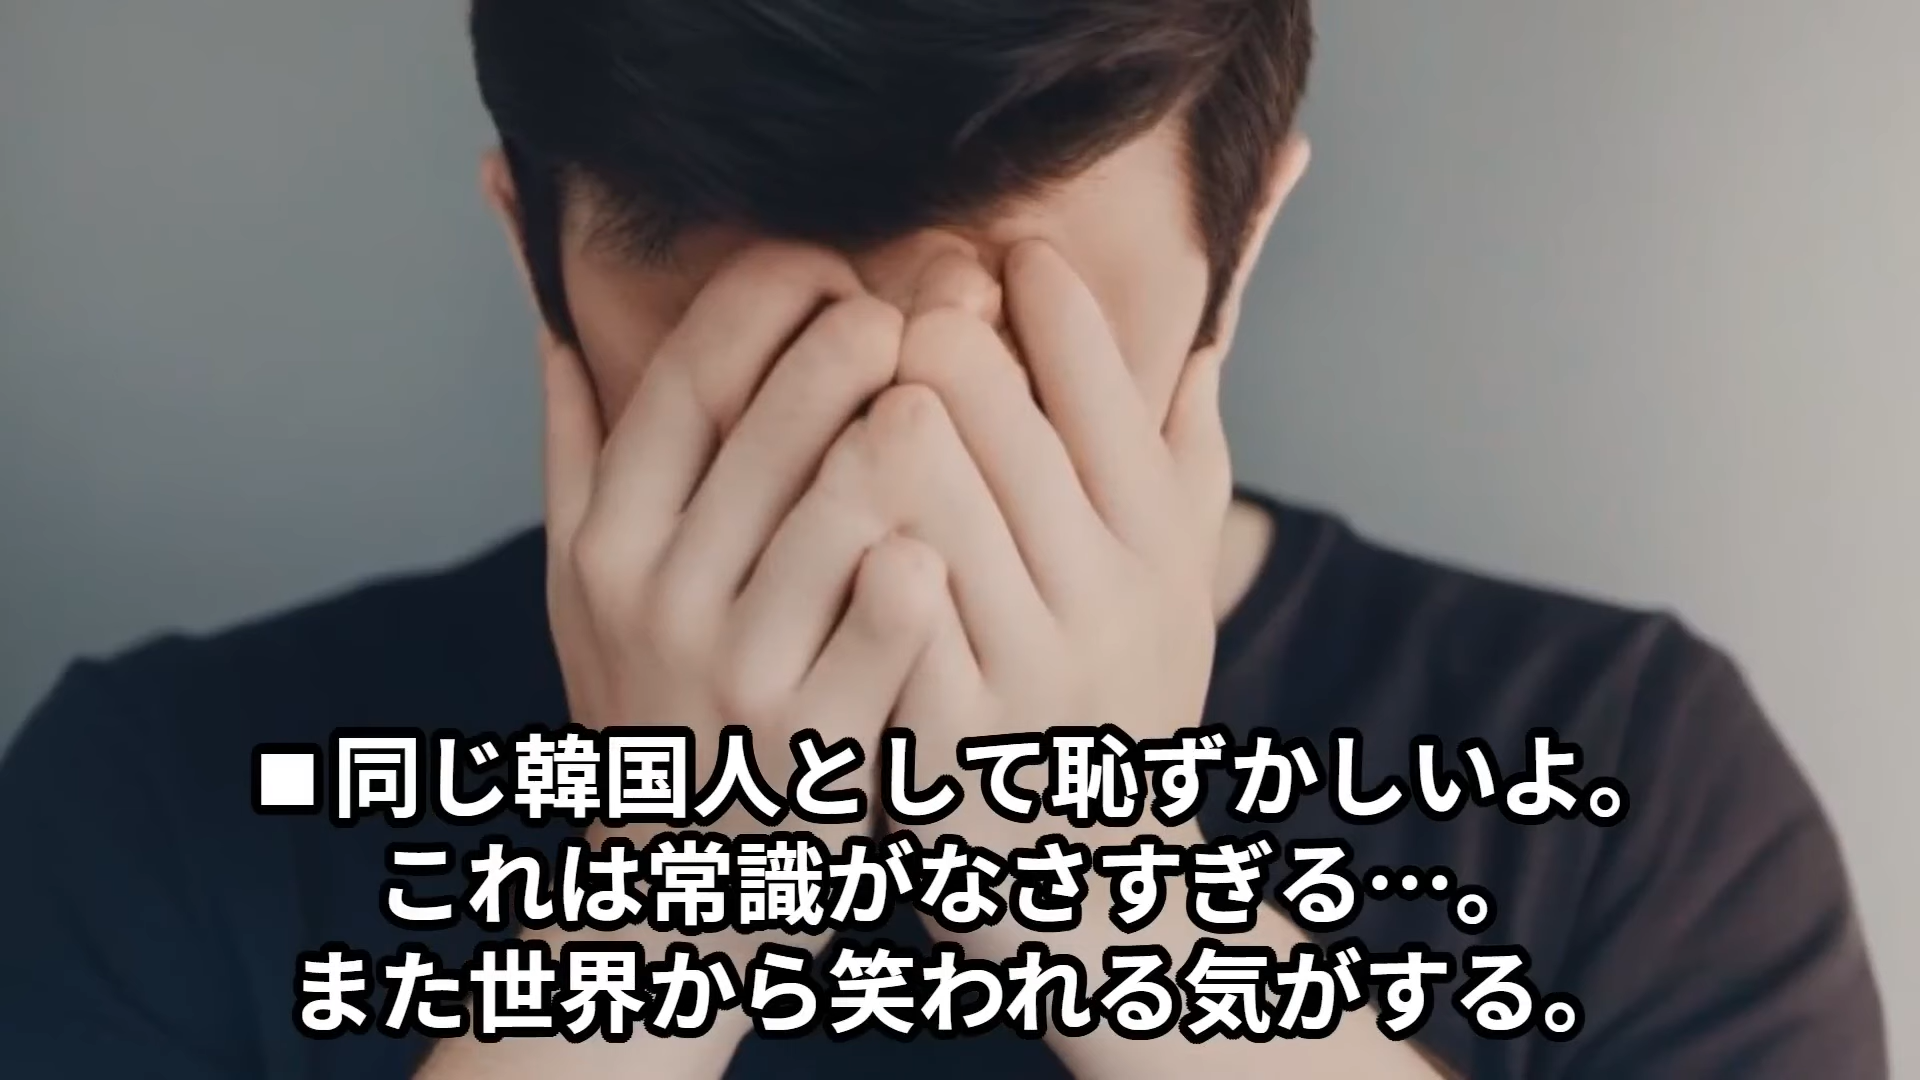 ■同じ韓国人として恥ずかしいよ。
これは常識がなさすぎる…。
また世界から笑われる気がする。